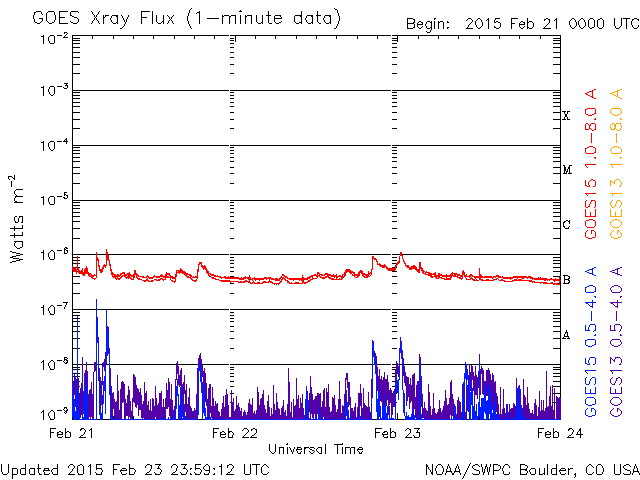 GOES Xray Flux (1-minute data)
Begin: 2015 Feb 21 0000 UTC
10-2
10-3
10-4
10-5
10-6
10-7
10-8
10-9
Watts m-2
X
M
C
B
A
GOES15 1.0-8.0 A
GOES13 1.0-8.0 A
GOES15 0.5-4.0 A
GOES13 0.5-4.0 A
Feb 21
Feb 22
Feb 23
Feb 24
Universal Time
Updated 2015 Feb 23 23:59:12 UTC
NOAA/SWPC Boulder, CO USA